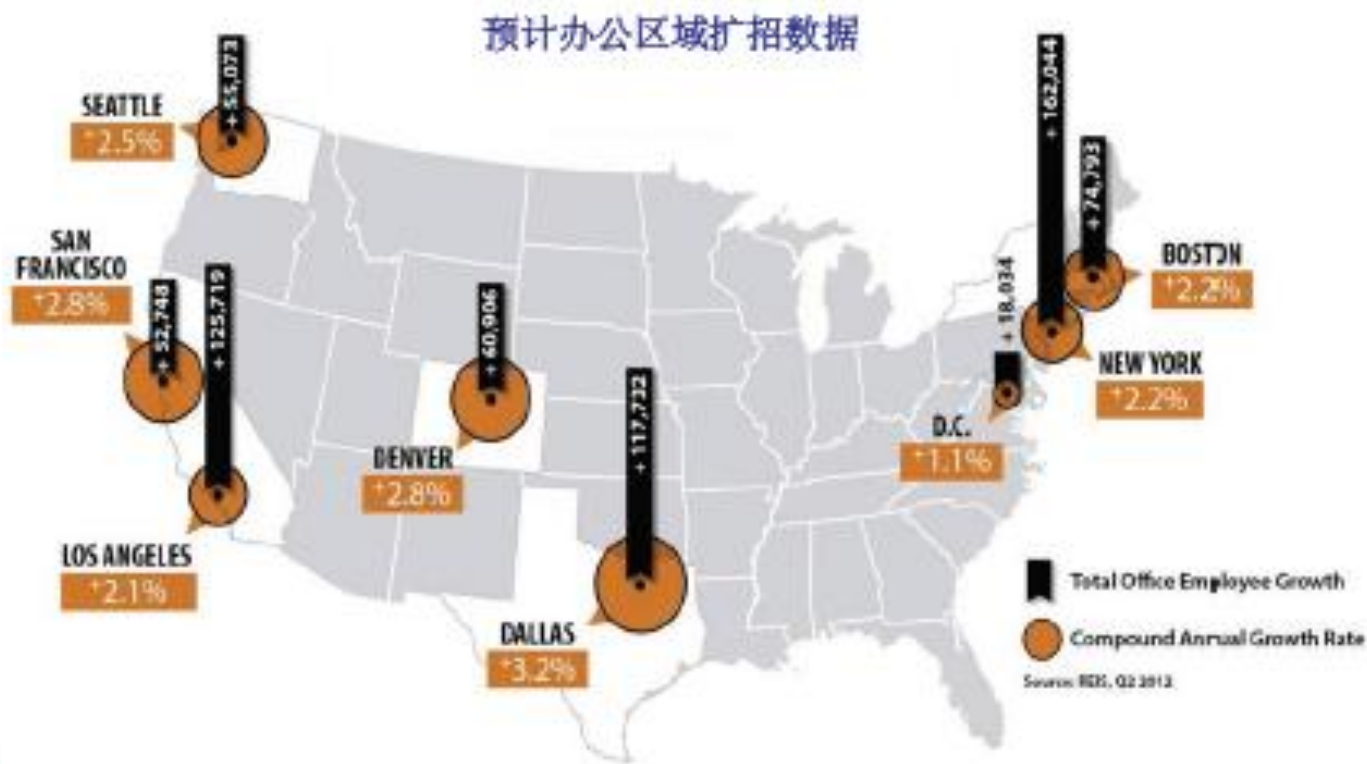 预计办公区域扩招数据
SEATTLE
+2.5%
+ 55,073
SAN
FRANCISCO
+2.8%
+ 52,748
+ 125,719
LOS ANGELES
+2.1%
+ 60,906
DENVER
+2.8%
+ 117,732
DALLAS
+3.2%
+ 18,034
D.C.
+1.1%
+ 162,044
NEW YORK
+2.2%
+ 74,793
BOSTON
+2.2%
Total Office Employee Growth
Compound Annual Growth Rate
Source: REIS, Q2